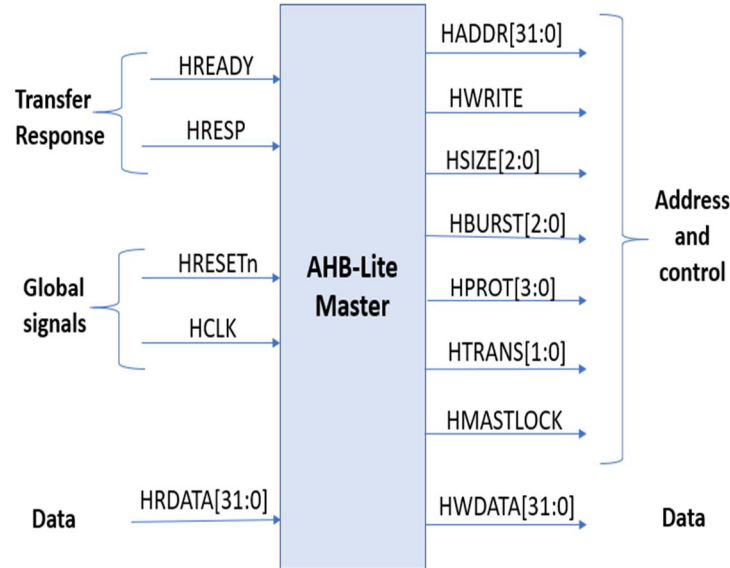 Transfer
Response
HREADY
HRESP
Global
signals
HRESETn
HCLK
Data
HRDATA[31:0]
AHB-Lite
Master
HADDR[31:0]
HWRITE
HSIZE[2:0]
HBURST[2:0]
HPROT[3:0]
HTRANS[1:0]
HMASTLOCK
Address
and
control
HWDATA[31:0]
Data